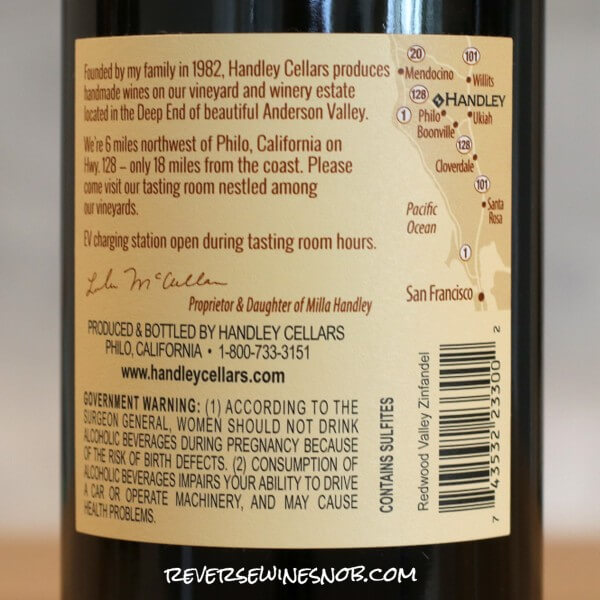 Founded by my family in 1982, Handley Cellars produces
handmade wines on our vineyard and winery estate
located in the Deep End of beautiful Anderson Valley.
We're 6 miles northwest of Philo, California on
Hwy. 128 – only 18 miles from the coast. Please
come visit our tasting room nestled among
our vineyards.
EV charging station open during tasting room hours.
Lulu McClellan
Proprietor & Daughter of Milla Handley
PRODUCED & BOTTLED BY HANDLEY CELLARS
PHILO, CALIFORNIA • 1-800-733-3151
www.handleycellars.com
GOVERNMENT WARNING: (1) ACCORDING TO THE
SURGEON GENERAL, WOMEN SHOULD NOT DRINK
ALCOHOLIC BEVERAGES DURING PREGNANCY BECAUSE
OF THE RISK OF BIRTH DEFECTS. (2) CONSUMPTION OF
ALCOHOLIC BEVERAGES IMPAIRS YOUR ABILITY TO DRIVE
A CAR OR OPERATE MACHINERY, AND MAY CAUSE
HEALTH PROBLEMS.
20
101
Mendocino
Willits
128
HANDLEY
1
Philo
Ukiah
Boonville
128
Cloverdale
101
Pacific
Ocean
Santa
Rosa
1
San Francisco
CONTAINS SULFITES
Redwood Valley Zinfandel
7 43532 23300 2
REVERSEWINESNOB.COM